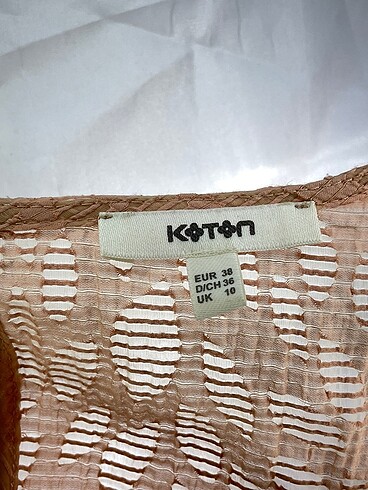 KOTON
EUR 38
D/CH 36
UK 10